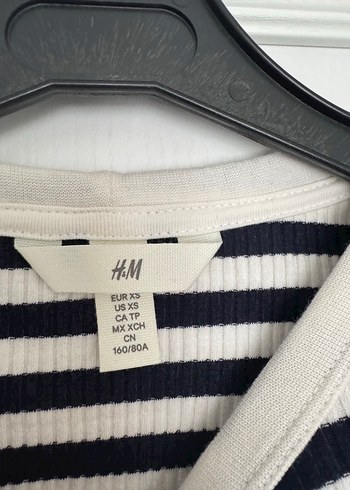 H&M
EUR XS
US XS
CA TP
MX XCH
CN
160/80A